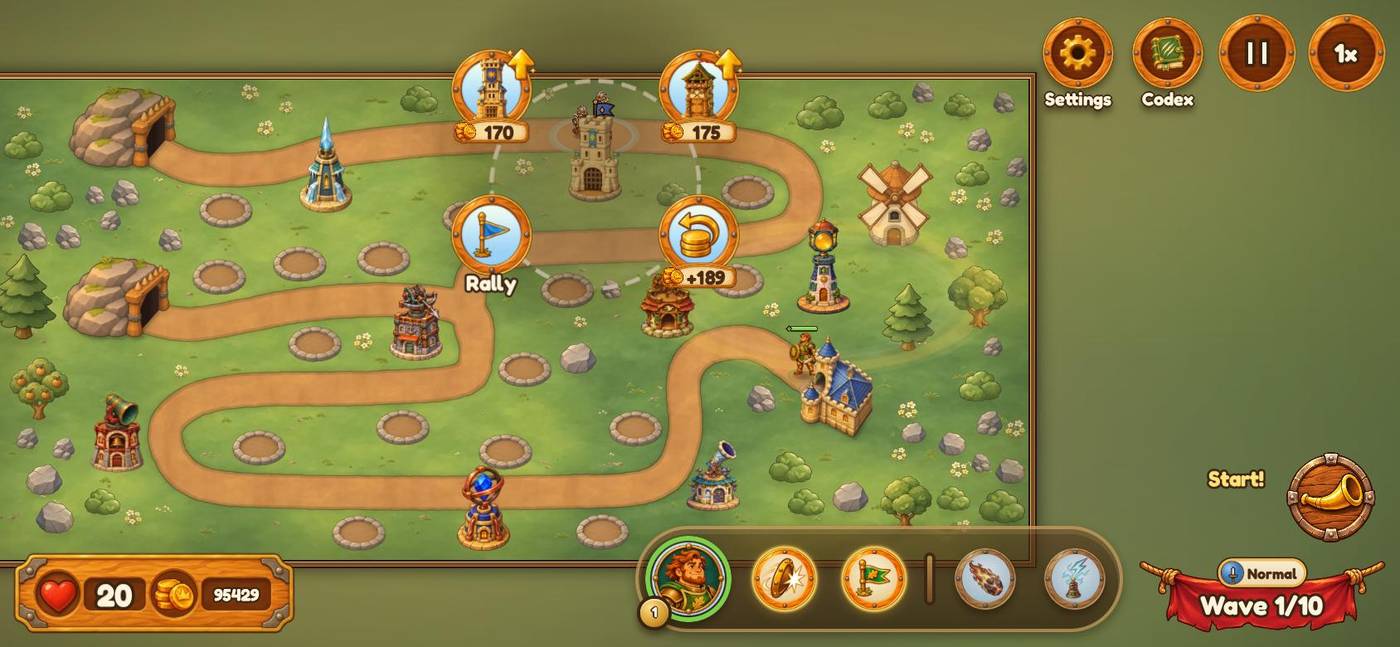 Settings
Codex
1x
170
175
Rally
+189
Start!
20
95429
1
Normal
Wave 1/10